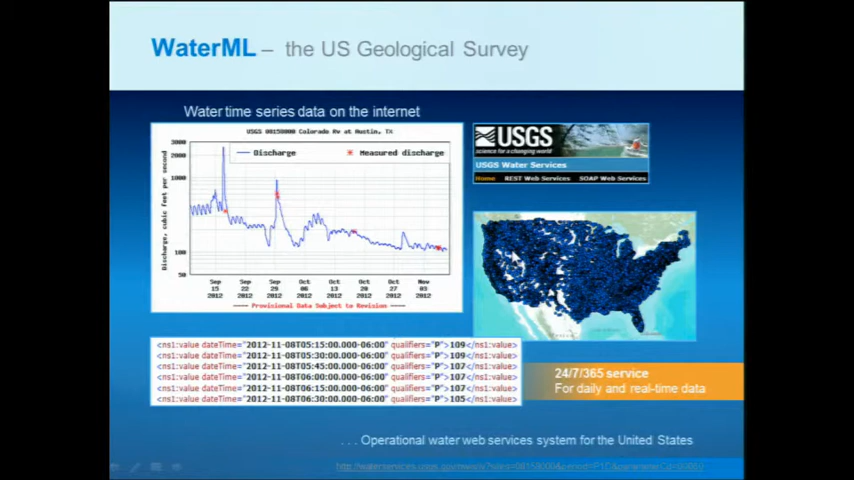 WaterML – the US Geological Survey
Water time series data on the internet
USGS 08158000 Colorado Rv at Austin, TX
Discharge
Measured discharge
Discharge, cubic feet per second
3000
1000
100
50
Sep 15 2012
Sep 22 2012
Sep 29 2012
Oct 06 2012
Oct 13 2012
Oct 20 2012
Oct 27 2012
Nov 03 2012
Provisional Data Subject to Revision
USGS
science for a changing world
USGS Water Services
Home REST Web Services SOAP Web Services
<ns1:value dateTime="2012-11-08T05:15:00.000-06:00" qualifiers="P">109</ns1:value>
<ns1:value dateTime="2012-11-08T05:30:00.000-06:00" qualifiers="P">109</ns1:value>
<ns1:value dateTime="2012-11-08T05:45:00.000-06:00" qualifiers="P">107</ns1:value>
<ns1:value dateTime="2012-11-08T06:00:00.000-06:00" qualifiers="P">107</ns1:value>
<ns1:value dateTime="2012-11-08T06:15:00.000-06:00" qualifiers="P">107</ns1:value>
<ns1:value dateTime="2012-11-08T06:30:00.000-06:00" qualifiers="P">105</ns1:value>
24/7/365 service
For daily and real-time data
. . . Operational water web services system for the United States